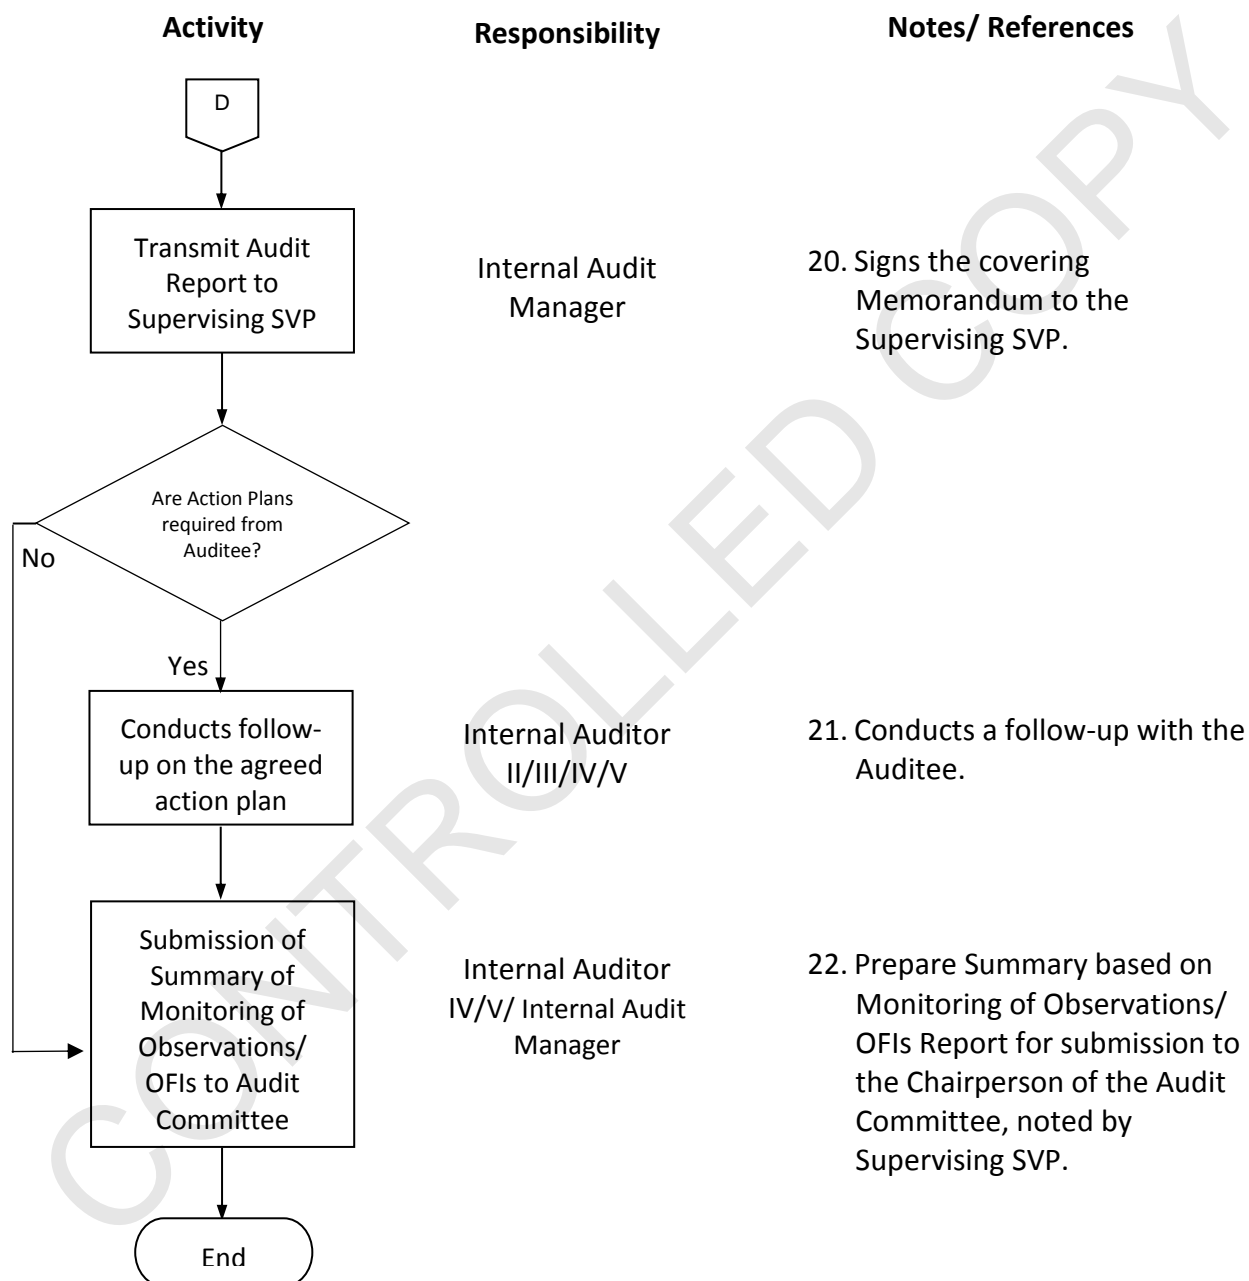 Activity
Responsibility
Notes/ References
D
Transmit Audit
Report to
Supervising SVP
Internal Audit
Manager
20. Signs the covering
Memorandum to the
Supervising SVP.
Are Action Plans
required from
Auditee?
No
Yes
Conducts follow-
up on the agreed
action plan
Internal Auditor
II/III/IV/V
21. Conducts a follow-up with the
Auditee.
Submission of
Summary of
Monitoring of
Observations/
OFIs to Audit
Committee
Internal Auditor
IV/V/ Internal Audit
Manager
22. Prepare Summary based on
Monitoring of Observations/
OFIs Report for submission to
the Chairperson of the Audit
Committee, noted by
Supervising SVP.
End
CONTROLLED COPY